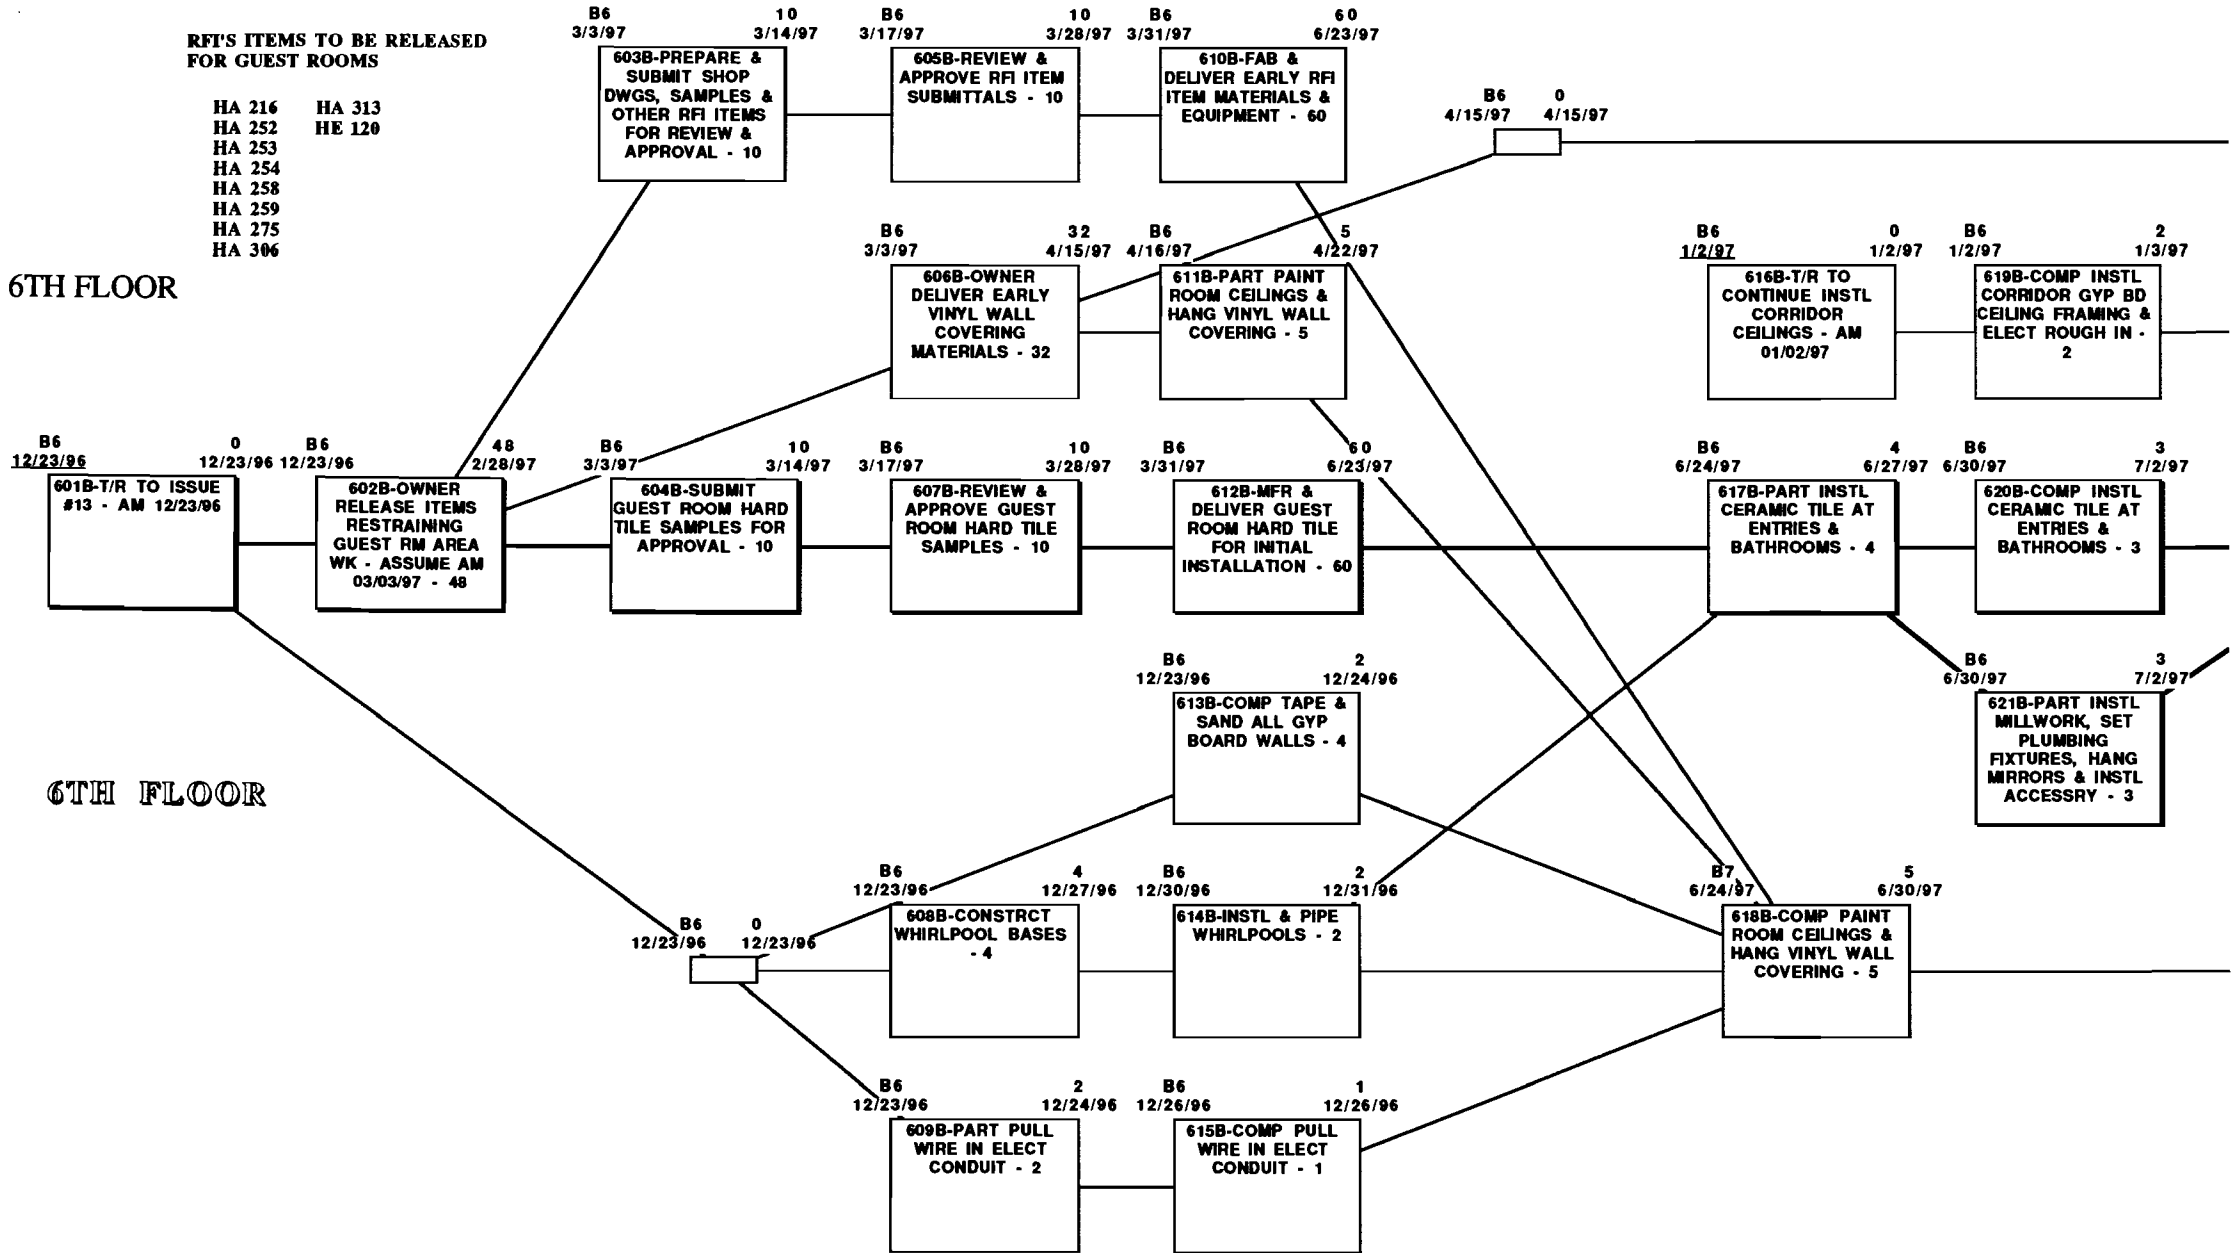 RFI'S ITEMS TO BE RELEASED
FOR GUEST ROOMS
HA 216 HA 313
HA 252 HE 120
HA 253
HA 254
HA 258
HA 259
HA 275
HA 306
6TH FLOOR
B6 10
3/3/97 3/14/97
603B-PREPARE &
SUBMIT SHOP
DWGS, SAMPLES &
OTHER RFI ITEMS
FOR REVIEW &
APPROVAL - 10
B6 10
3/17/97 3/28/97
605B-REVIEW &
APPROVE RFI ITEM
SUBMITTALS - 10
B6 60
3/31/97 6/23/97
610B-FAB &
DELIVER EARLY RFI
ITEM MATERIALS &
EQUIPMENT - 60
B6 0
4/15/97 4/15/97
B6 32
3/3/97 4/15/97
606B-OWNER
DELIVER EARLY
VINYL WALL
COVERING
MATERIALS - 32
B6 5
4/16/97 4/22/97
611B-PART PAINT
ROOM CEILINGS &
HANG VINYL WALL
COVERING - 5
B6 0
1/2/97 1/2/97
616B-T/R TO
CONTINUE INSTL
CORRIDOR
CEILINGS - AM
01/02/97
B6 2
1/2/97 1/3/97
619B-COMP INSTL
CORRIDOR GYP BD
CEILING FRAMING &
ELECT ROUGH IN -
2
B6 0
12/23/96 12/23/96
601B-T/R TO ISSUE
#13 - AM 12/23/96
B6 48
12/23/96 2/28/97
602B-OWNER
RELEASE ITEMS
RESTRAINING
GUEST RM AREA
WK - ASSUME AM
03/03/97 - 48
B6 10
3/3/97 3/14/97
604B-SUBMIT
GUEST ROOM HARD
TILE SAMPLES FOR
APPROVAL - 10
B6 10
3/17/97 3/28/97
607B-REVIEW &
APPROVE GUEST
ROOM HARD TILE
SAMPLES - 10
B6 60
3/31/97 6/23/97
612B-MFR &
DELIVER GUEST
ROOM HARD TILE
FOR INITIAL
INSTALLATION - 60
B6 4
6/24/97 6/27/97
617B-PART INSTL
CERAMIC TILE AT
ENTRIES &
BATHROOMS - 4
B6 3
6/30/97 7/2/97
620B-COMP INSTL
CERAMIC TILE AT
ENTRIES &
BATHROOMS - 3
B6 2
12/23/96 12/24/96
613B-COMP TAPE &
SAND ALL GYP
BOARD WALLS - 4
B6 3
6/30/97 7/2/97
621B-PART INSTL
MILLWORK, SET
PLUMBING
FIXTURES, HANG
MIRRORS & INSTL
ACCESSRY - 3
6TH FLOOR
B6 0
12/23/96 12/23/96
B6 4
12/23/96 12/27/96
608B-CONSTRCT
WHIRLPOOL BASES
- 4
B6 2
12/30/96 12/31/96
614B-INSTL & PIPE
WHIRLPOOLS - 2
B7 5
6/24/97 6/30/97
618B-COMP PAINT
ROOM CEILINGS &
HANG VINYL WALL
COVERING - 5
B6 2
12/23/96 12/24/96
609B-PART PULL
WIRE IN ELECT
CONDUIT - 2
B6 1
12/26/96 12/26/96
615B-COMP PULL
WIRE IN ELECT
CONDUIT - 1